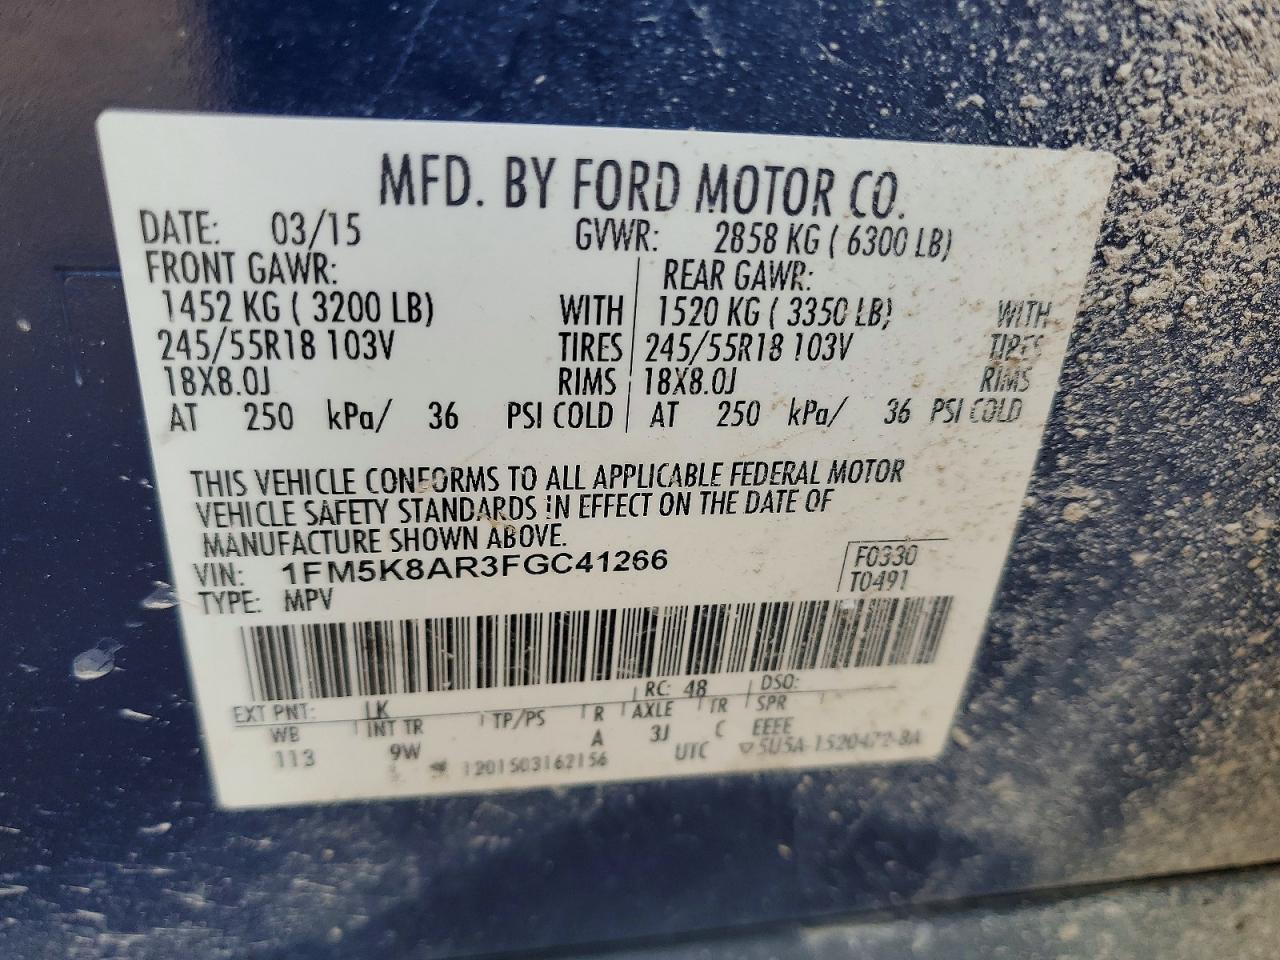 MFD. BY FORD MOTOR CO.
DATE: 03/15 GVWR: 2858 KG ( 6300 LB)
FRONT GAWR: REAR GAWR:
1452 KG ( 3200 LB) WITH 1520 KG ( 3350 LB) WITH
245/55R18 103V TIRES 245/55R18 103V TIRES
18X8.0J RIMS 18X8.0J RIMS
AT 250 kPa/ 36 PSI COLD AT 250 kPa/ 36 PSI COLD
THIS VEHICLE CONFORMS TO ALL APPLICABLE FEDERAL MOTOR
VEHICLE SAFETY STANDARDS IN EFFECT ON THE DATE OF
MANUFACTURE SHOWN ABOVE.
VIN: 1FM5K8AR3FGC41266 F0330
TYPE: MPV T0491
EXT PNT: LK RC: 48 DSO:
WB INT TR TP/PS R AXLE TR SPR
113 9W A 3J C EEEE
1201503162156 UTC ▽5U5A-1520472-BA